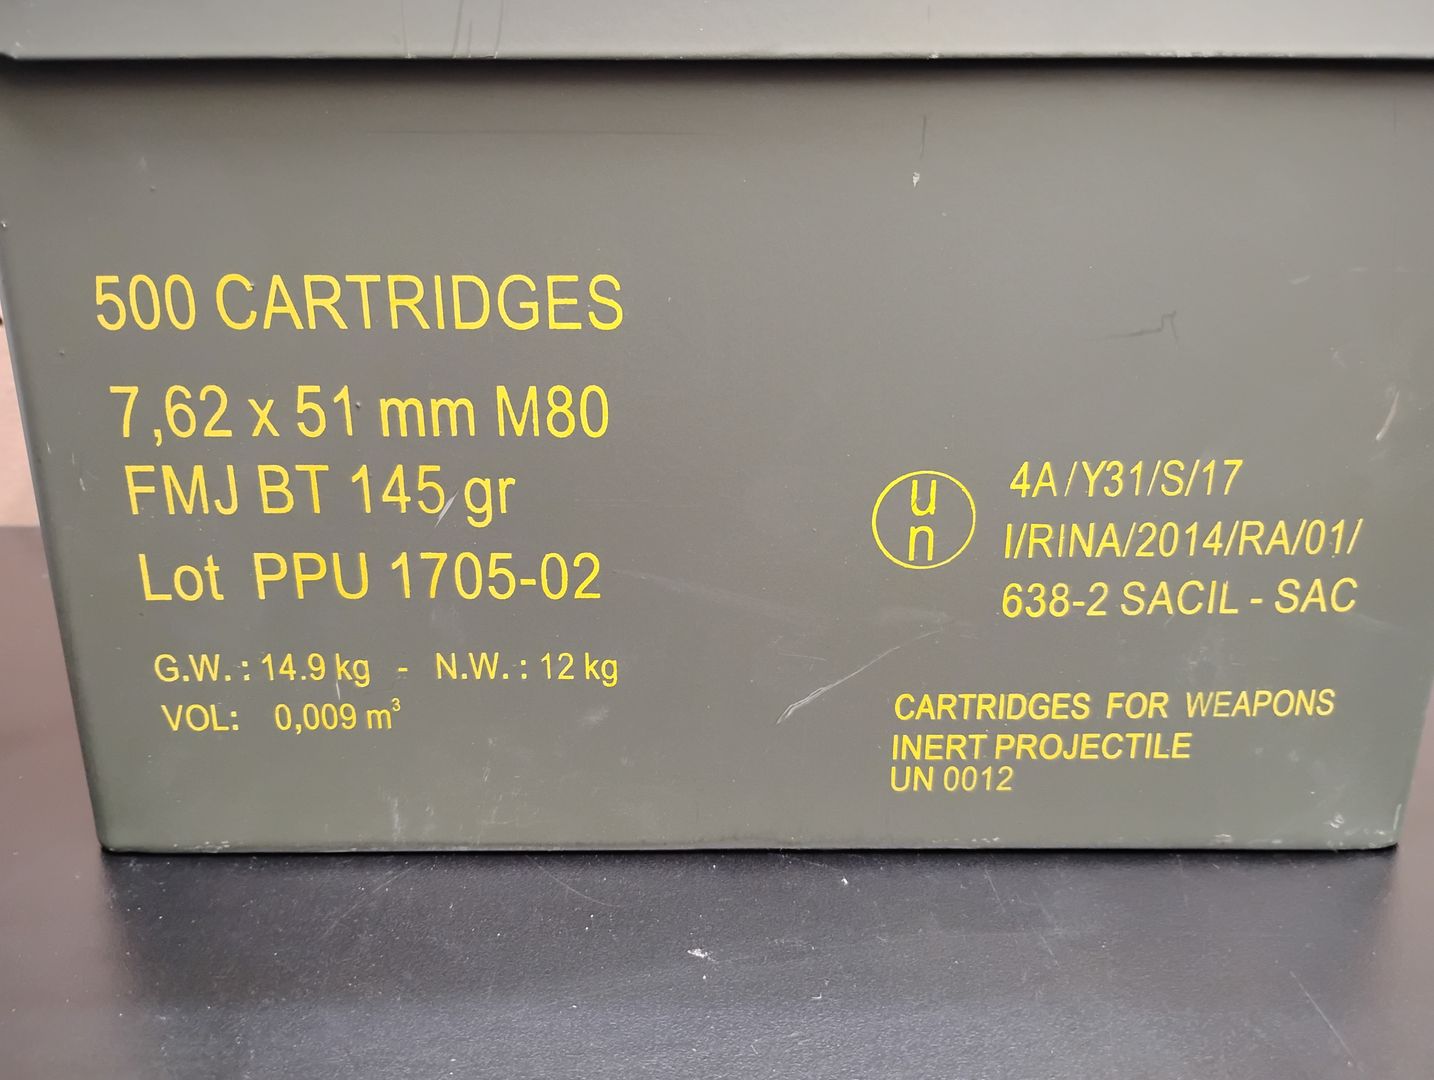 500 CARTRIDGES
7,62 x 51 mm M80
FMJ BT 145 gr
Lot PPU 1705-02
G.W. : 14.9 kg - N.W. : 12 kg
VOL: 0,009 m³
u
n
4A/Y31/S/17
I/RINA/2014/RA/01/
638-2 SACIL - SAC
CARTRIDGES FOR WEAPONS
INERT PROJECTILE
UN 0012